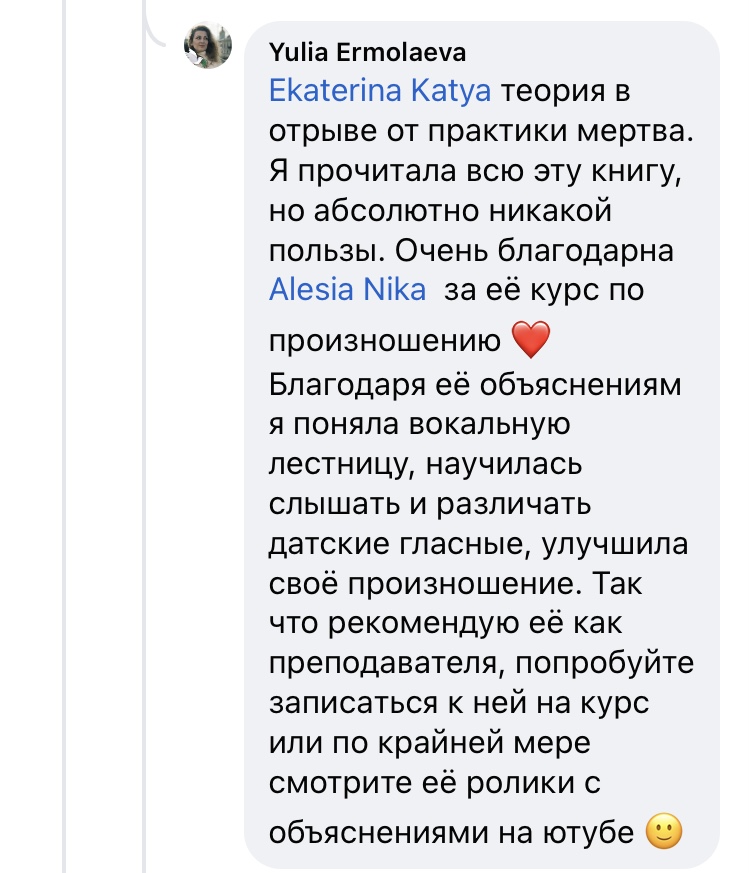 Yulia Ermolaeva
Ekaterina Katya теория в
отрыве от практики мертва.
Я прочитала всю эту книгу,
но абсолютно никакой
пользы. Очень благодарна
Alesia Nika за её курс по
произношению ❤️
Благодаря её объяснениям
я поняла вокальную
лестницу, научилась
слышать и различать
датские гласные, улучшила
своё произношение. Так
что рекомендую её как
преподавателя, попробуйте
записаться к ней на курс
или по крайней мере
смотрите её ролики с
объяснениями на ютубе 🙂